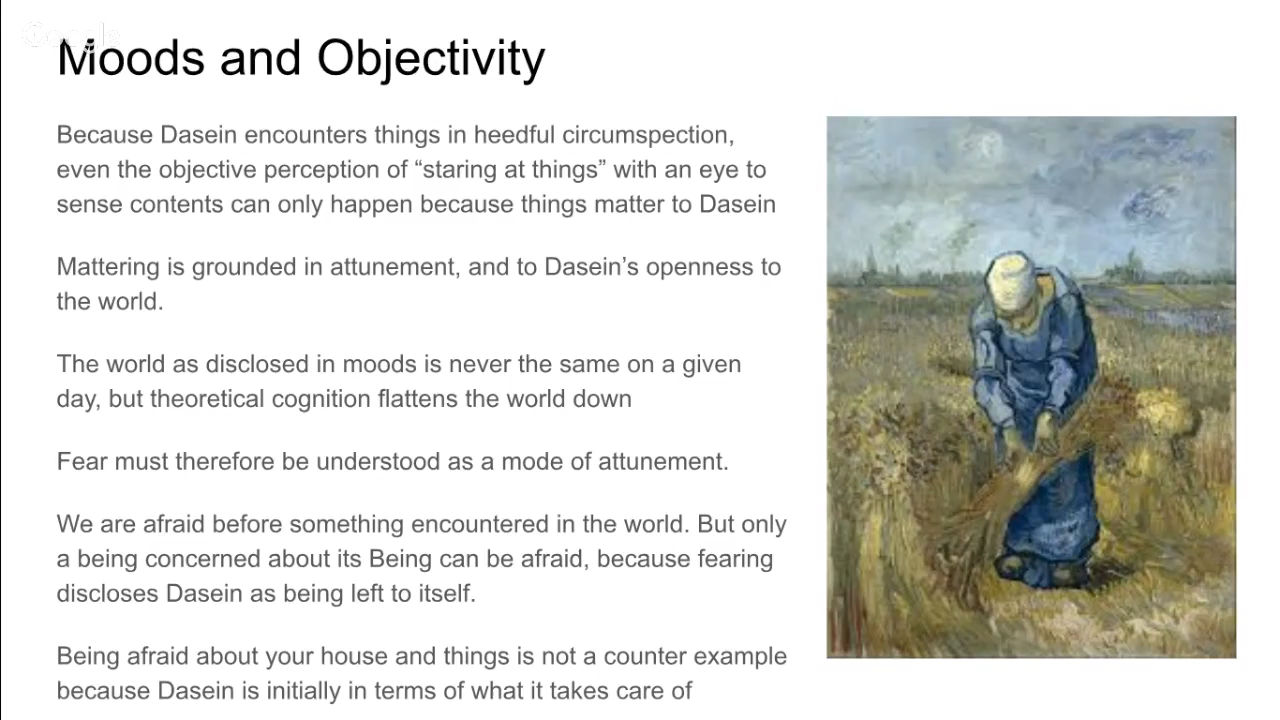 Google
Moods and Objectivity
Because Dasein encounters things in heedful circumspection,
even the objective perception of “staring at things” with an eye to
sense contents can only happen because things matter to Dasein
Mattering is grounded in attunement, and to Dasein’s openness to
the world.
The world as disclosed in moods is never the same on a given
day, but theoretical cognition flattens the world down
Fear must therefore be understood as a mode of attunement.
We are afraid before something encountered in the world. But only
a being concerned about its Being can be afraid, because fearing
discloses Dasein as being left to itself.
Being afraid about your house and things is not a counter example
because Dasein is initially in terms of what it takes care of